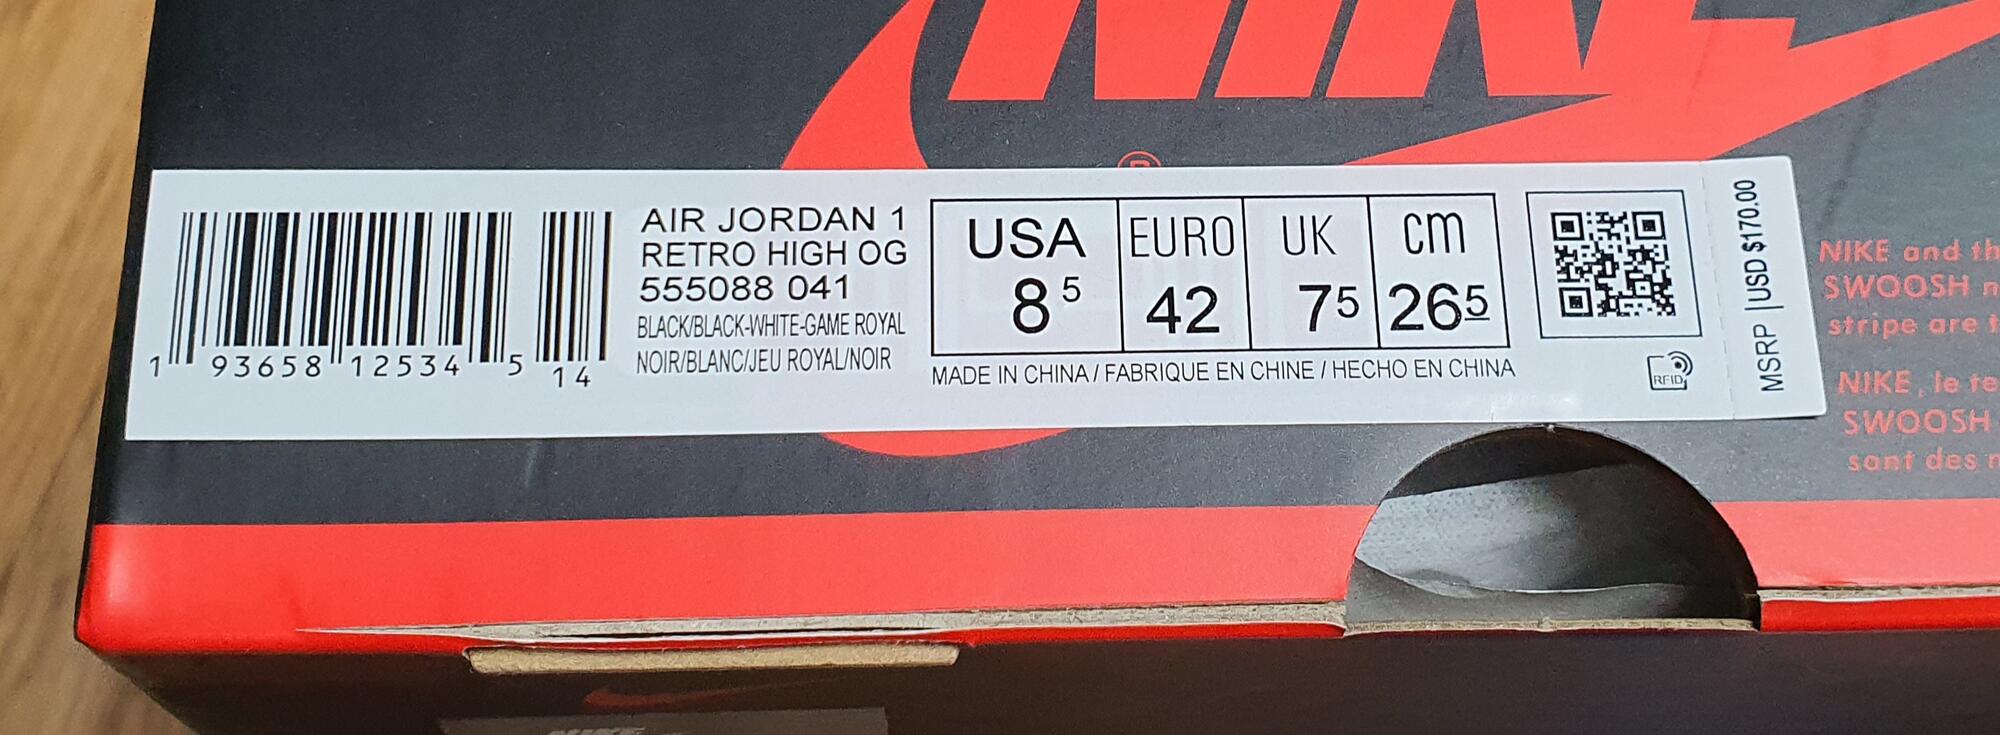 NIKE
®
AIR JORDAN 1
RETRO HIGH OG
555088 041
BLACK/BLACK-WHITE-GAME ROYAL
NOIR/BLANC/JEU ROYAL/NOIR
1 93658 12534 5 14
USA EURO UK cm
8 5 42 7 5 26 5
MADE IN CHINA / FABRIQUE EN CHINE / HECHO EN CHINA
RFID
MSRP | USD $170.00
NIKE and
SWOOSH
stripe are
NIKE, le
SWOOSH
sont des
NIKE